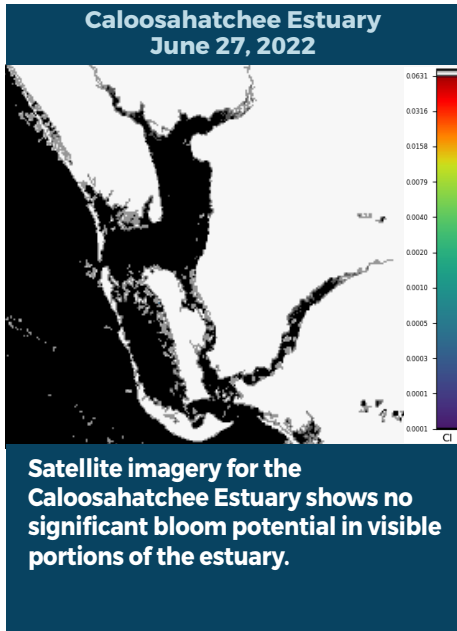 Caloosahatchee Estuary
June 27, 2022
0.0631
0.0316
0.0158
0.0079
0.0040
0.0020
0.0010
0.0005
0.0003
0.0001
0.0001
CI
Satellite imagery for the
Caloosahatchee Estuary shows no
significant bloom potential in visible
portions of the estuary.